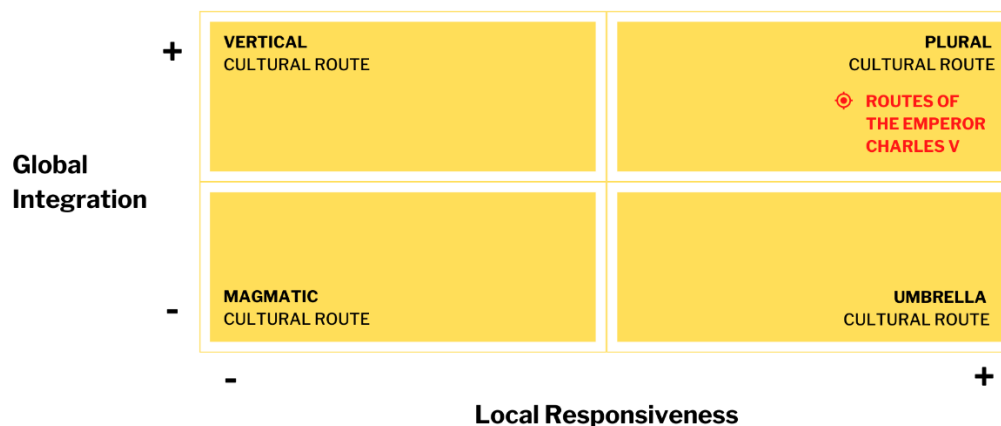 +
VERTICAL
CULTURAL ROUTE
PLURAL
CULTURAL ROUTE
ROUTES OF
THE EMPEROR
CHARLES V
Global
Integration
MAGMATIC
CULTURAL ROUTE
UMBRELLA
CULTURAL ROUTE
-
-
+
Local Responsiveness